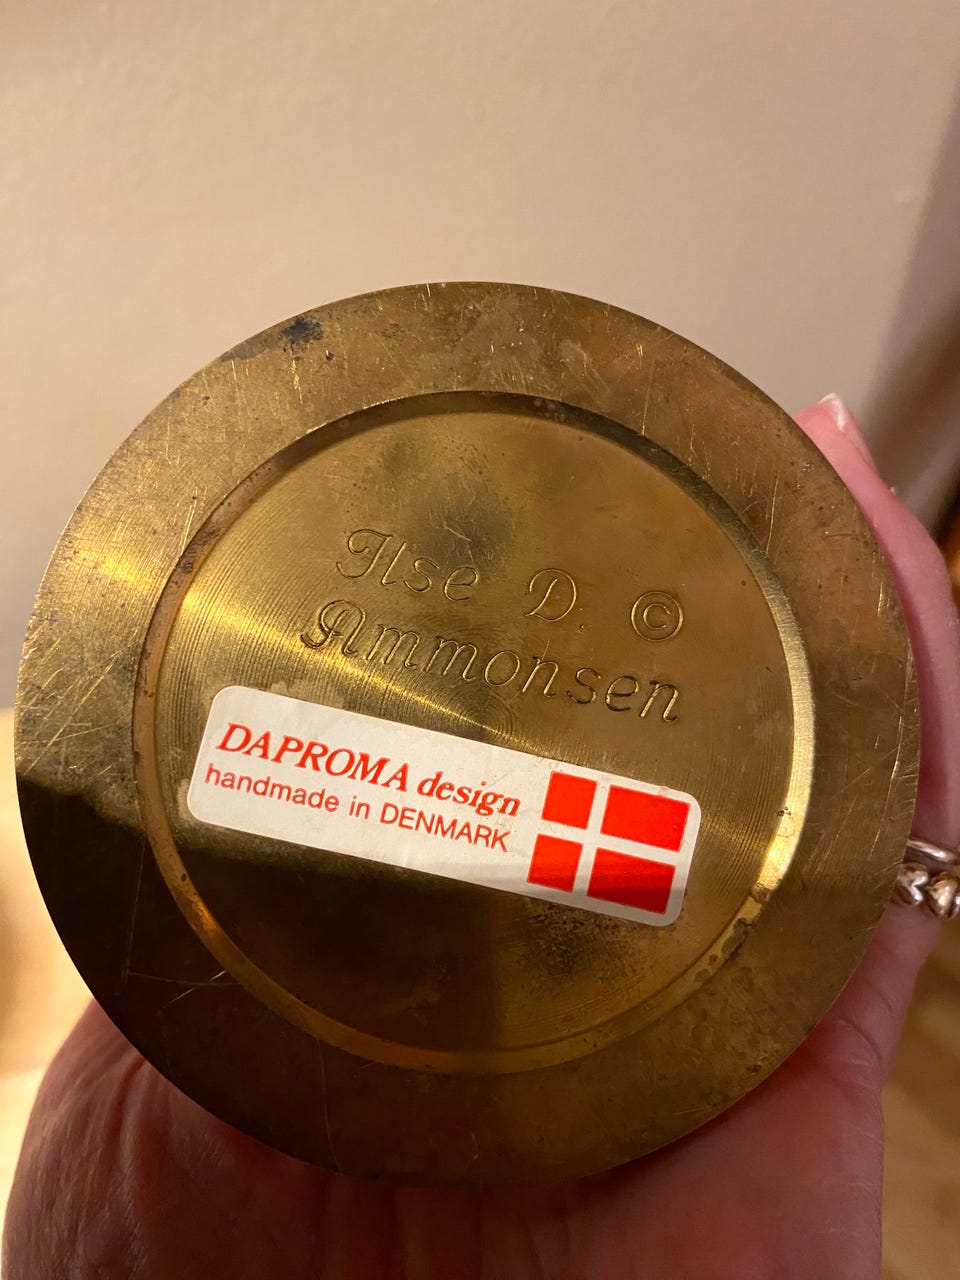 Ilse D. ©
Ammonsen
DAPROMA design
handmade in DENMARK